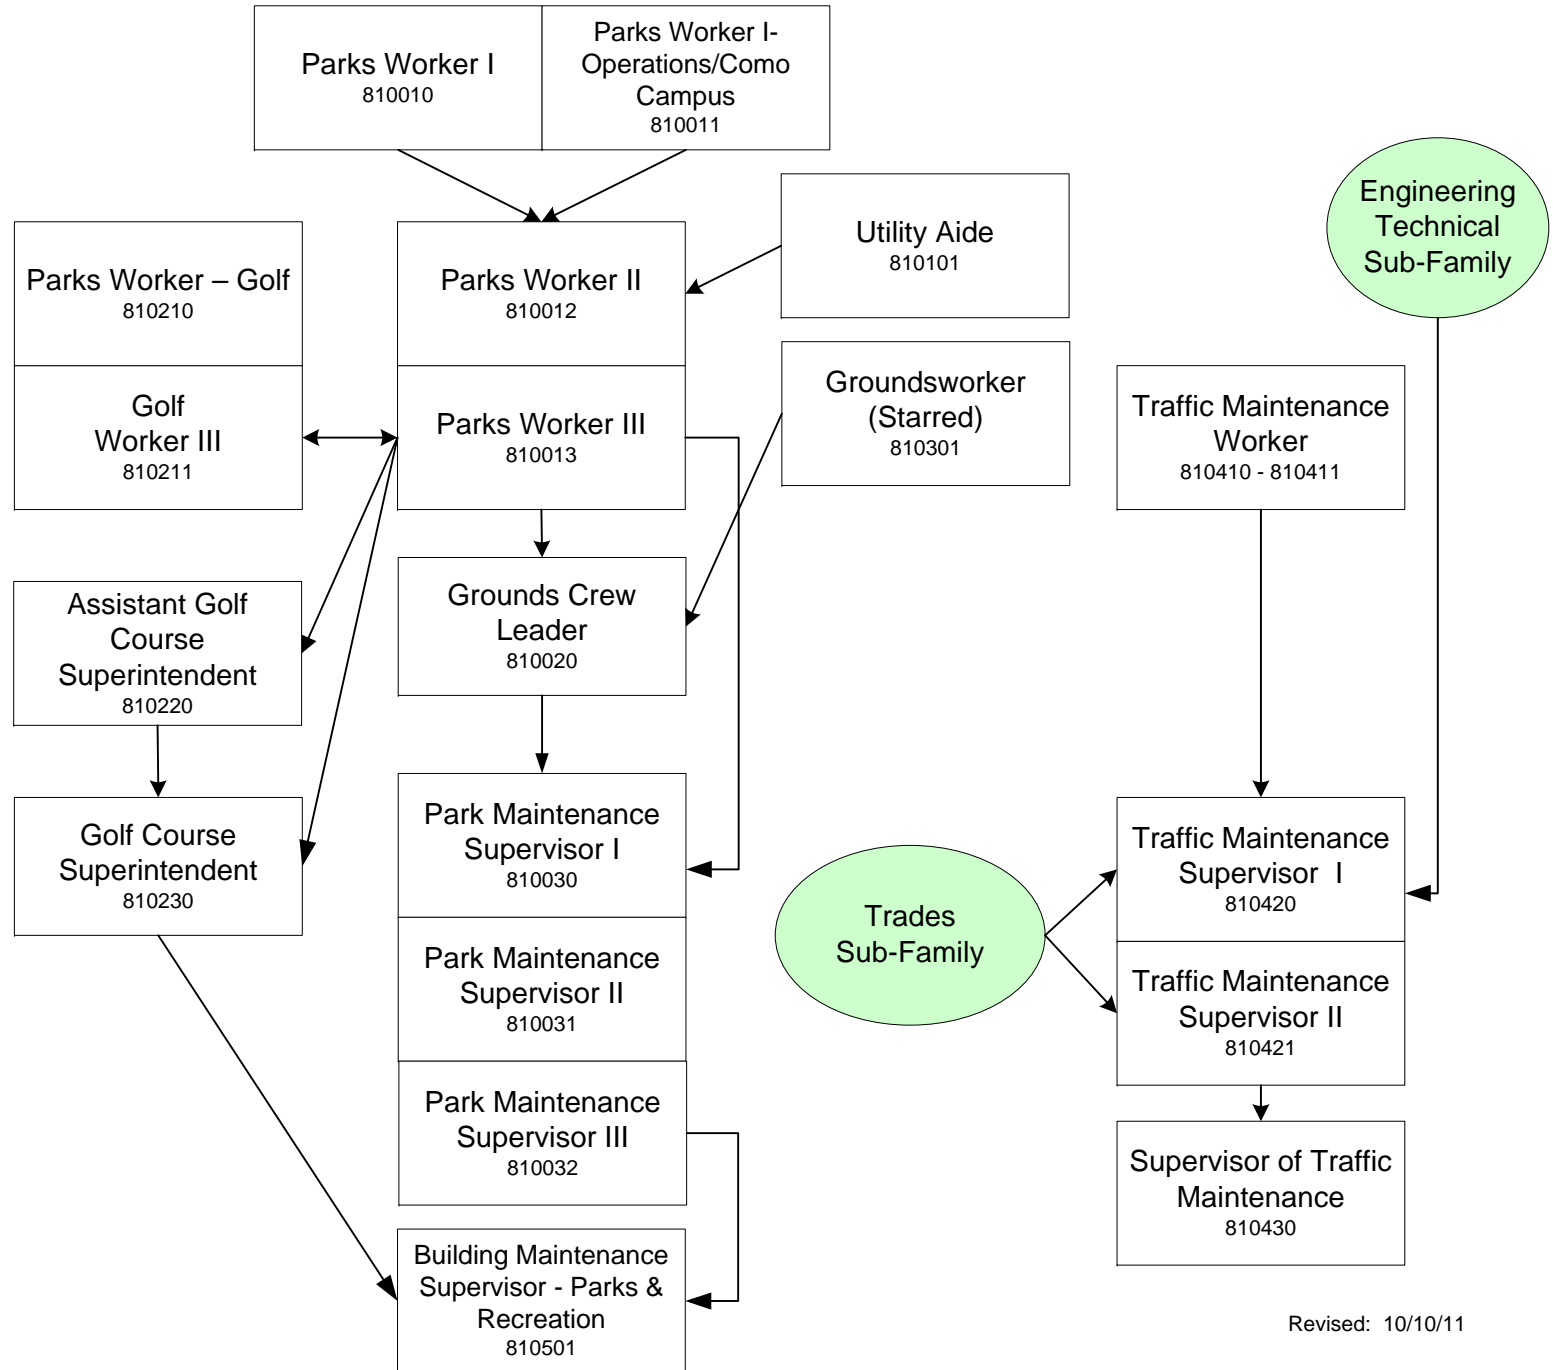 Parks Worker I
810010
Parks Worker I-
Operations/Como
Campus
810011
Engineering
Technical
Sub-Family
Utility Aide
810101
Parks Worker – Golf
810210
Parks Worker II
810012
Groundsworker
(Starred)
810301
Golf
Worker III
810211
Parks Worker III
810013
Traffic Maintenance
Worker
810410 - 810411
Assistant Golf
Course
Superintendent
810220
Grounds Crew
Leader
810020
Golf Course
Superintendent
810230
Park Maintenance
Supervisor I
810030
Traffic Maintenance
Supervisor  I
810420
Trades
Sub-Family
Park Maintenance
Supervisor II
810031
Traffic Maintenance
Supervisor II
810421
Park Maintenance
Supervisor III
810032
Supervisor of Traffic
Maintenance
810430
Building Maintenance
Supervisor - Parks &
Recreation
810501
Revised:  10/10/11